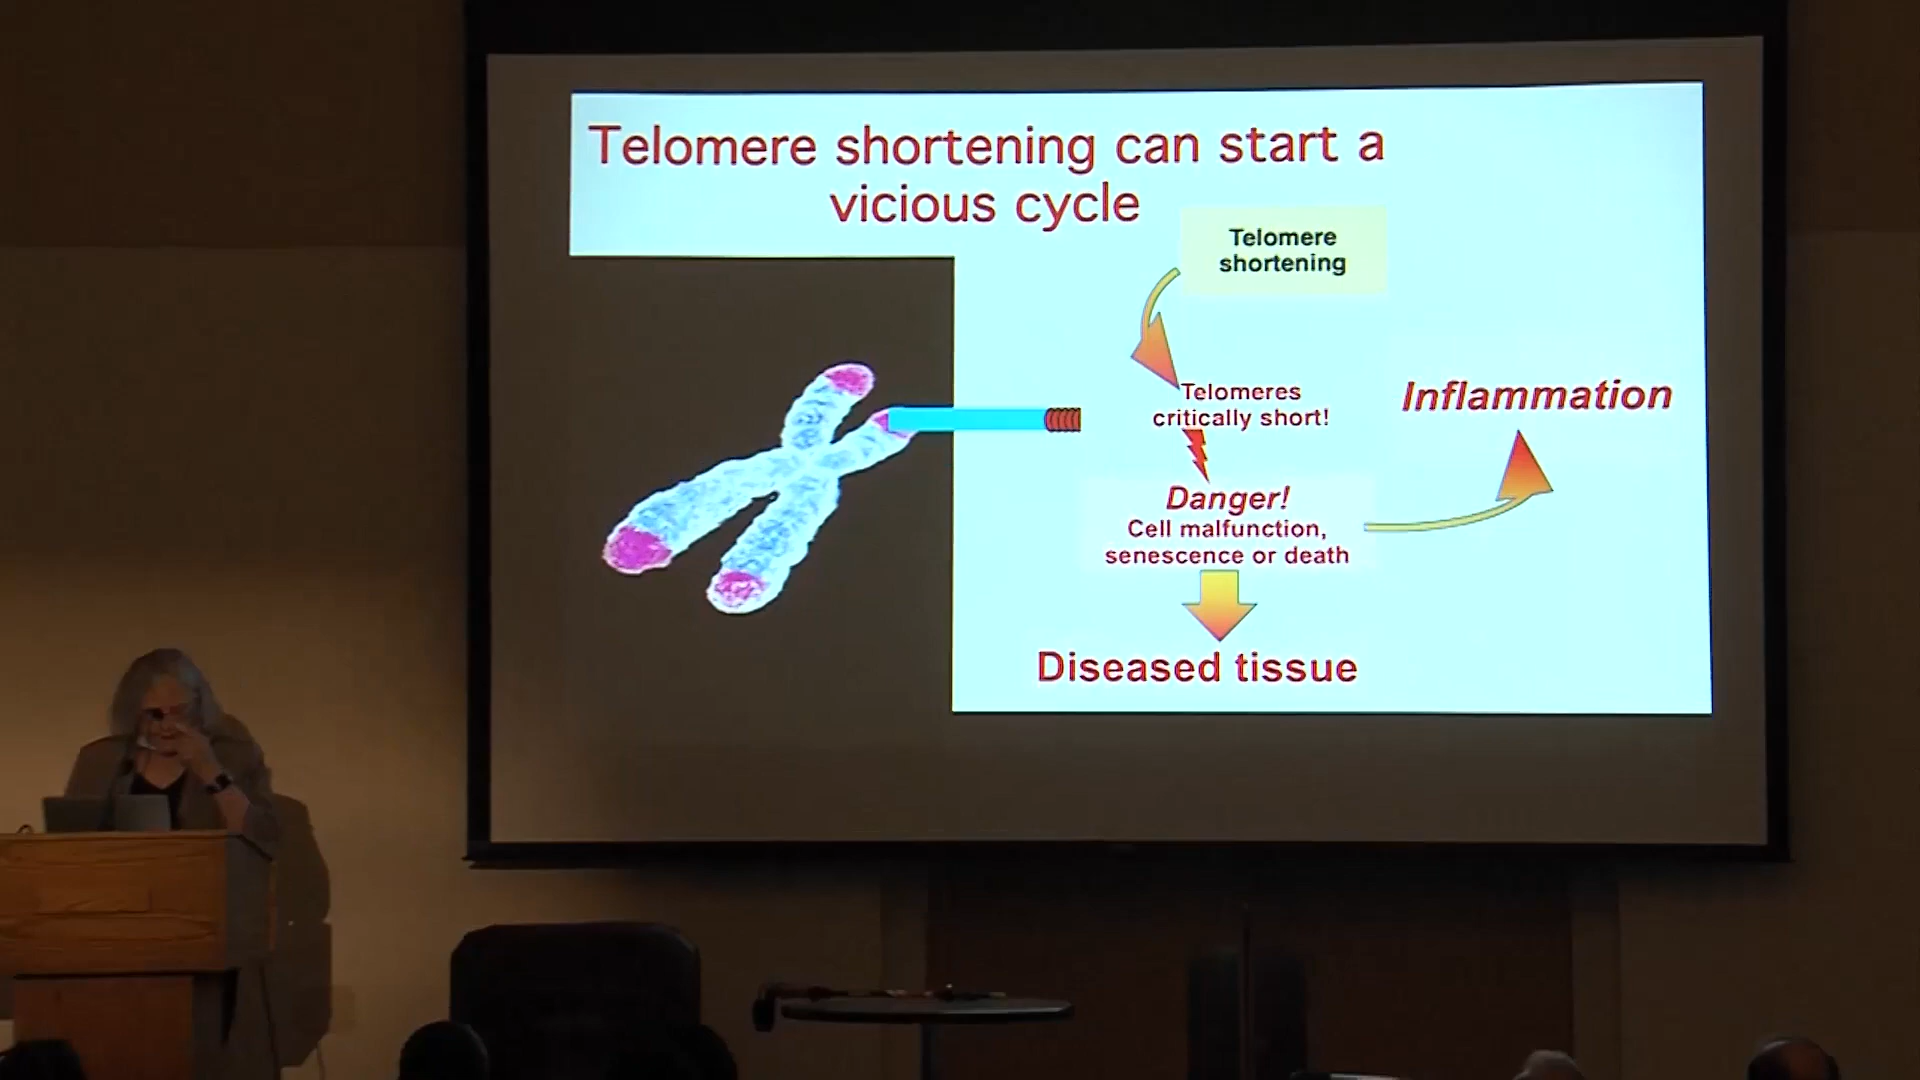 Telomere shortening can start a
vicious cycle
Telomere
shortening
Telomeres
critically short!
Inflammation
Danger!
Cell malfunction,
senescence or death
Diseased tissue